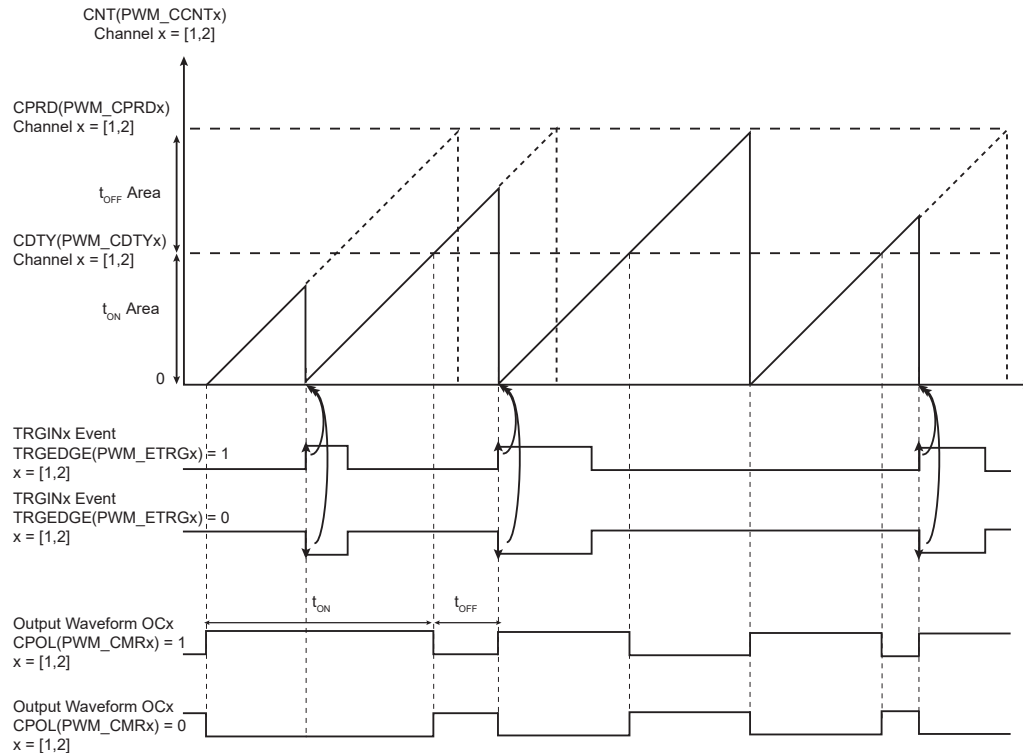 CNT(PWM_CCNTx)
Channel x = [1,2]
CPRD(PWM_CPRDx)
Channel x = [1,2]
tOFF Area
CDTY(PWM_CDTYx)
Channel x = [1,2]
tON Area
0
TRGINx Event
TRGEDGE(PWM_ETRGx) = 1
x = [1,2]
TRGINx Event
TRGEDGE(PWM_ETRGx) = 0
x = [1,2]
tON
tOFF
Output Waveform OCx
CPOL(PWM_CMRx) = 1
x = [1,2]
Output Waveform OCx
CPOL(PWM_CMRx) = 0
x = [1,2]